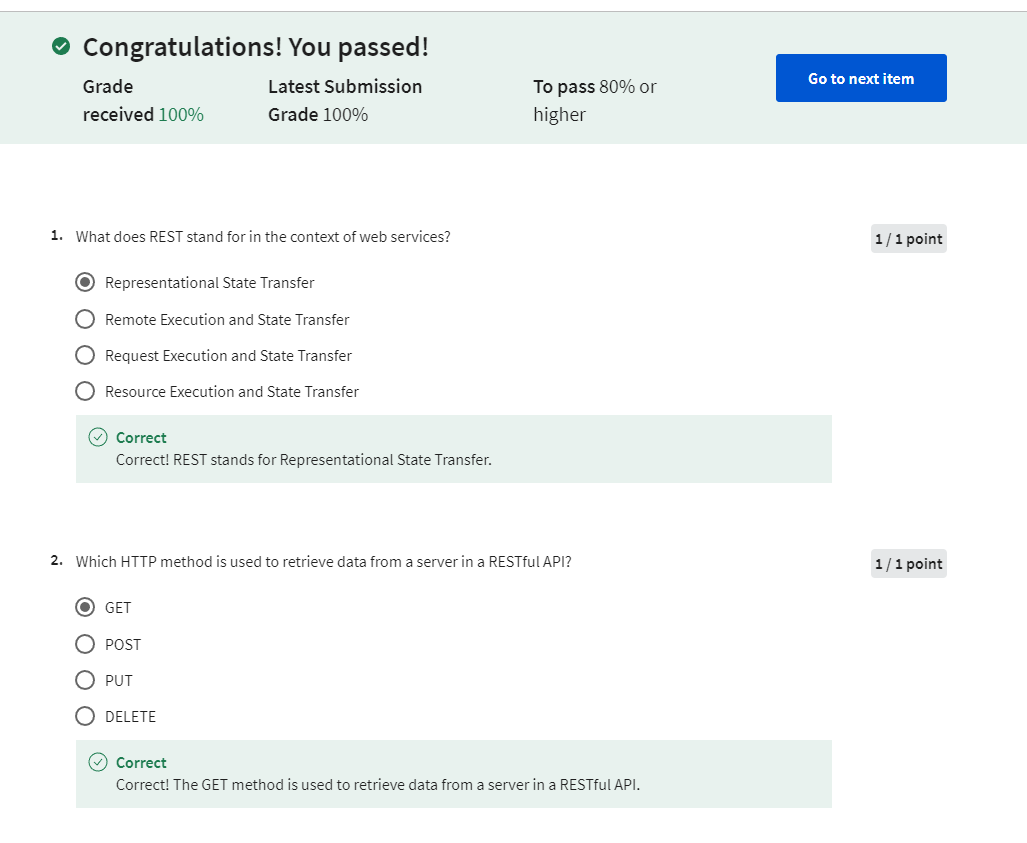 Congratulations! You passed!
Grade received 100%
Latest Submission Grade 100%
To pass 80% or higher
Go to next item
1. What does REST stand for in the context of web services?
1 / 1 point
Representational State Transfer
Remote Execution and State Transfer
Request Execution and State Transfer
Resource Execution and State Transfer
Correct
Correct! REST stands for Representational State Transfer.
2. Which HTTP method is used to retrieve data from a server in a RESTful API?
1 / 1 point
GET
POST
PUT
DELETE
Correct
Correct! The GET method is used to retrieve data from a server in a RESTful API.